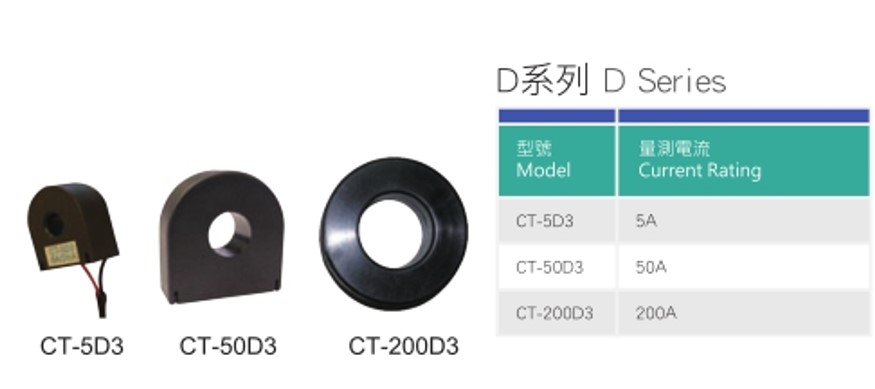 D系列 D Series
型號 量測電流
Model Current Rating
CT-5D3 5A
CT-50D3 50A
CT-200D3 200A
CT-5D3 CT-50D3 CT-200D3